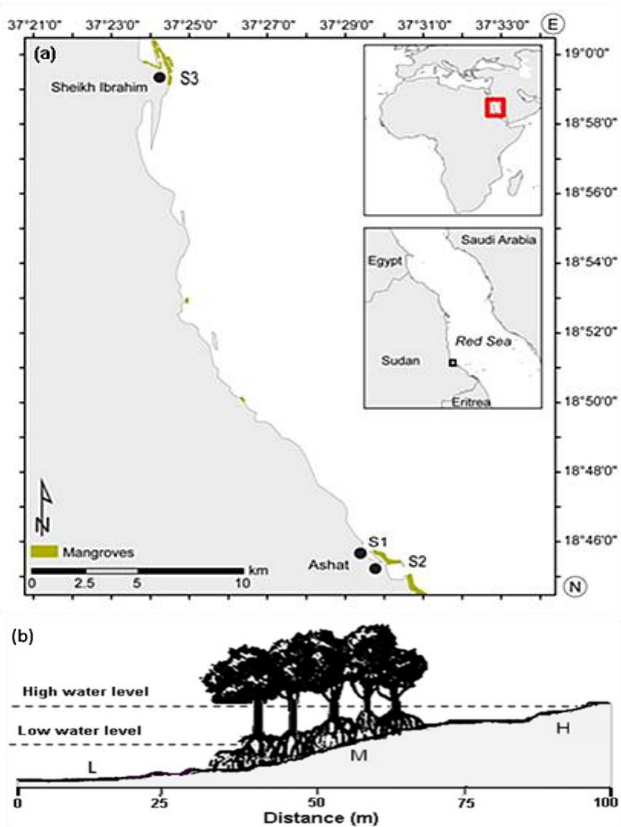 37°21'0" 37°23'0" 37°25'0" 37°27'0" 37°29'0" 37°31'0" 37°33'0" E
(a)
19°0'0"
Sheikh Ibrahim S3
18°58'0"
18°56'0"
Saudi Arabia
Egypt
18°54'0"
18°52'0"
Red Sea
Sudan
18°50'0"
Eritrea
18°48'0"
N
S1
18°46'0"
Mangroves
Ashat S2
km
0 2.5 5 10
N
(b)
High water level
Low water level
H
M
L
0 25 50 75 100
Distance (m)